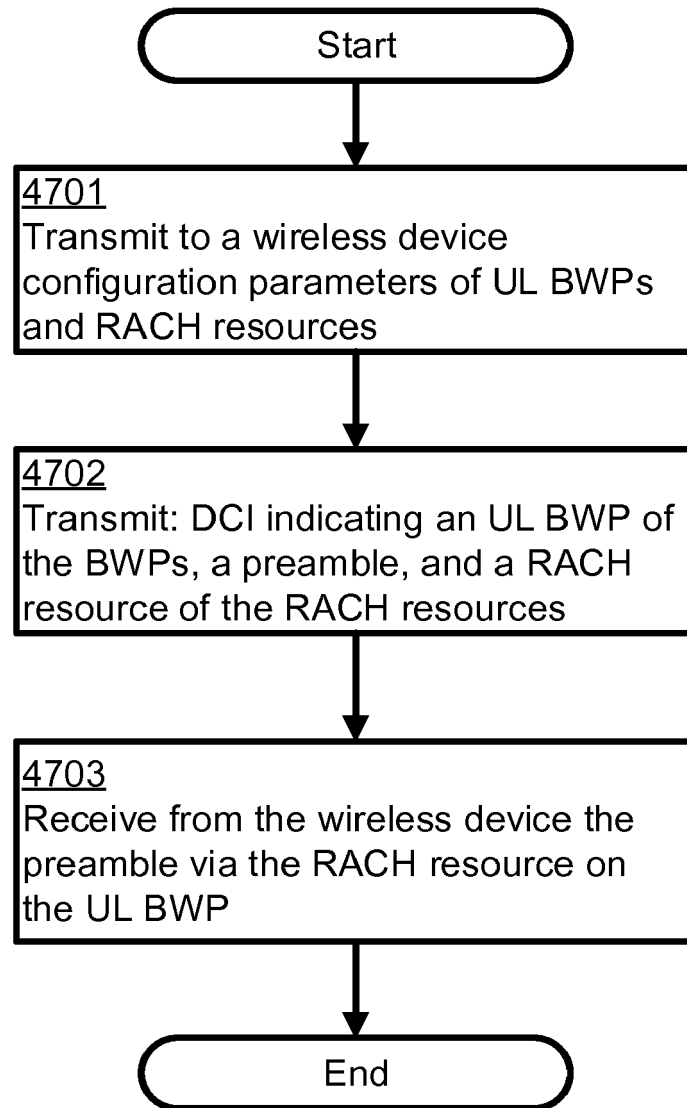 Start
4701
Transmit to a wireless device
configuration parameters of UL BWPs
and RACH resources
4702
Transmit: DCI indicating an UL BWP of
the BWPs, a preamble, and a RACH
resource of the RACH resources
4703
Receive from the wireless device the
preamble via the RACH resource on
the UL BWP
End